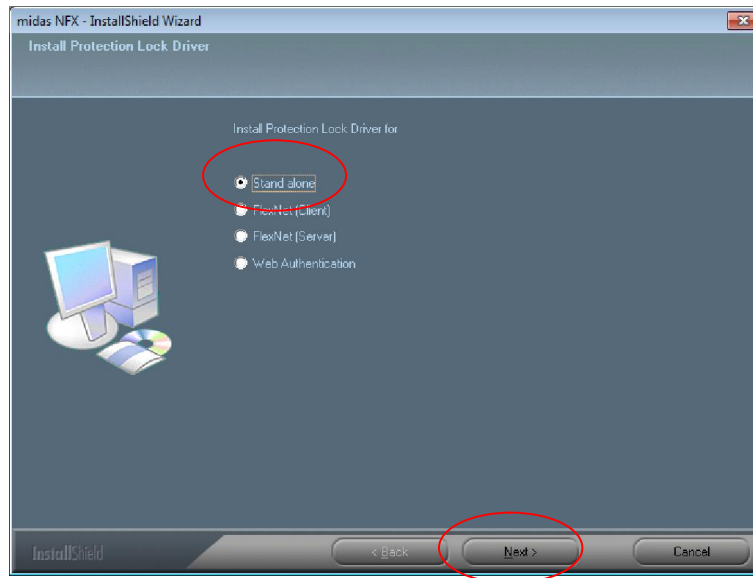 midas NFX - InstallShield Wizard
Install Protection Lock Driver
Install Protection Lock Driver for
Stand alone
FlexNet (Client)
FlexNet (Server)
Web Authentication
InstallShield
< Back
Next >
Cancel